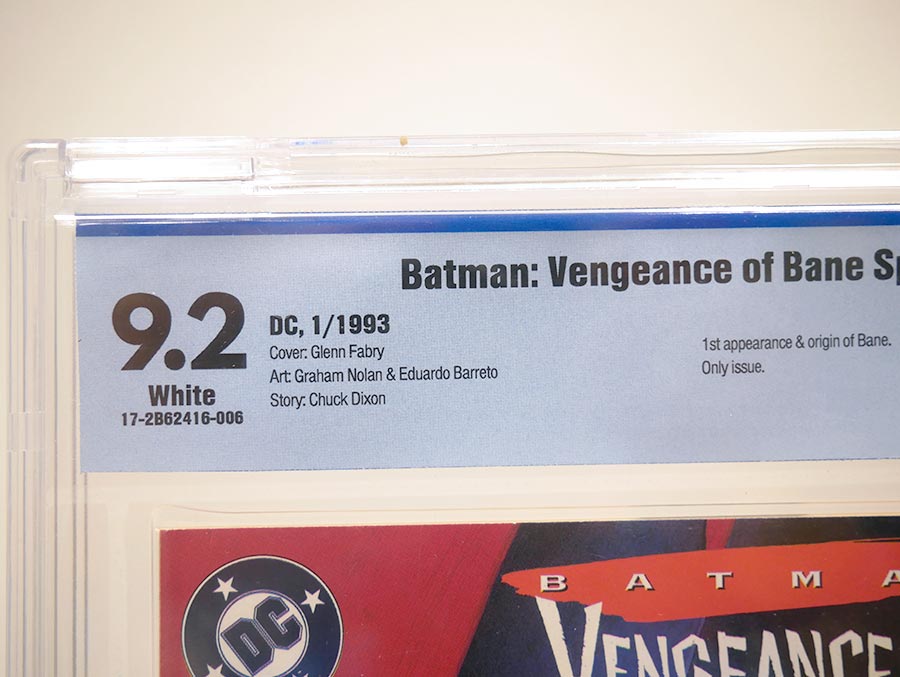 Batman: Vengeance of Bane Sp
9.2
White
17-2B62416-006
DC, 1/1993
Cover: Glenn Fabry
Art: Graham Nolan & Eduardo Barreto
Story: Chuck Dixon
1st appearance & origin of Bane.
Only issue.
DC
BATMA
VENGEANCE